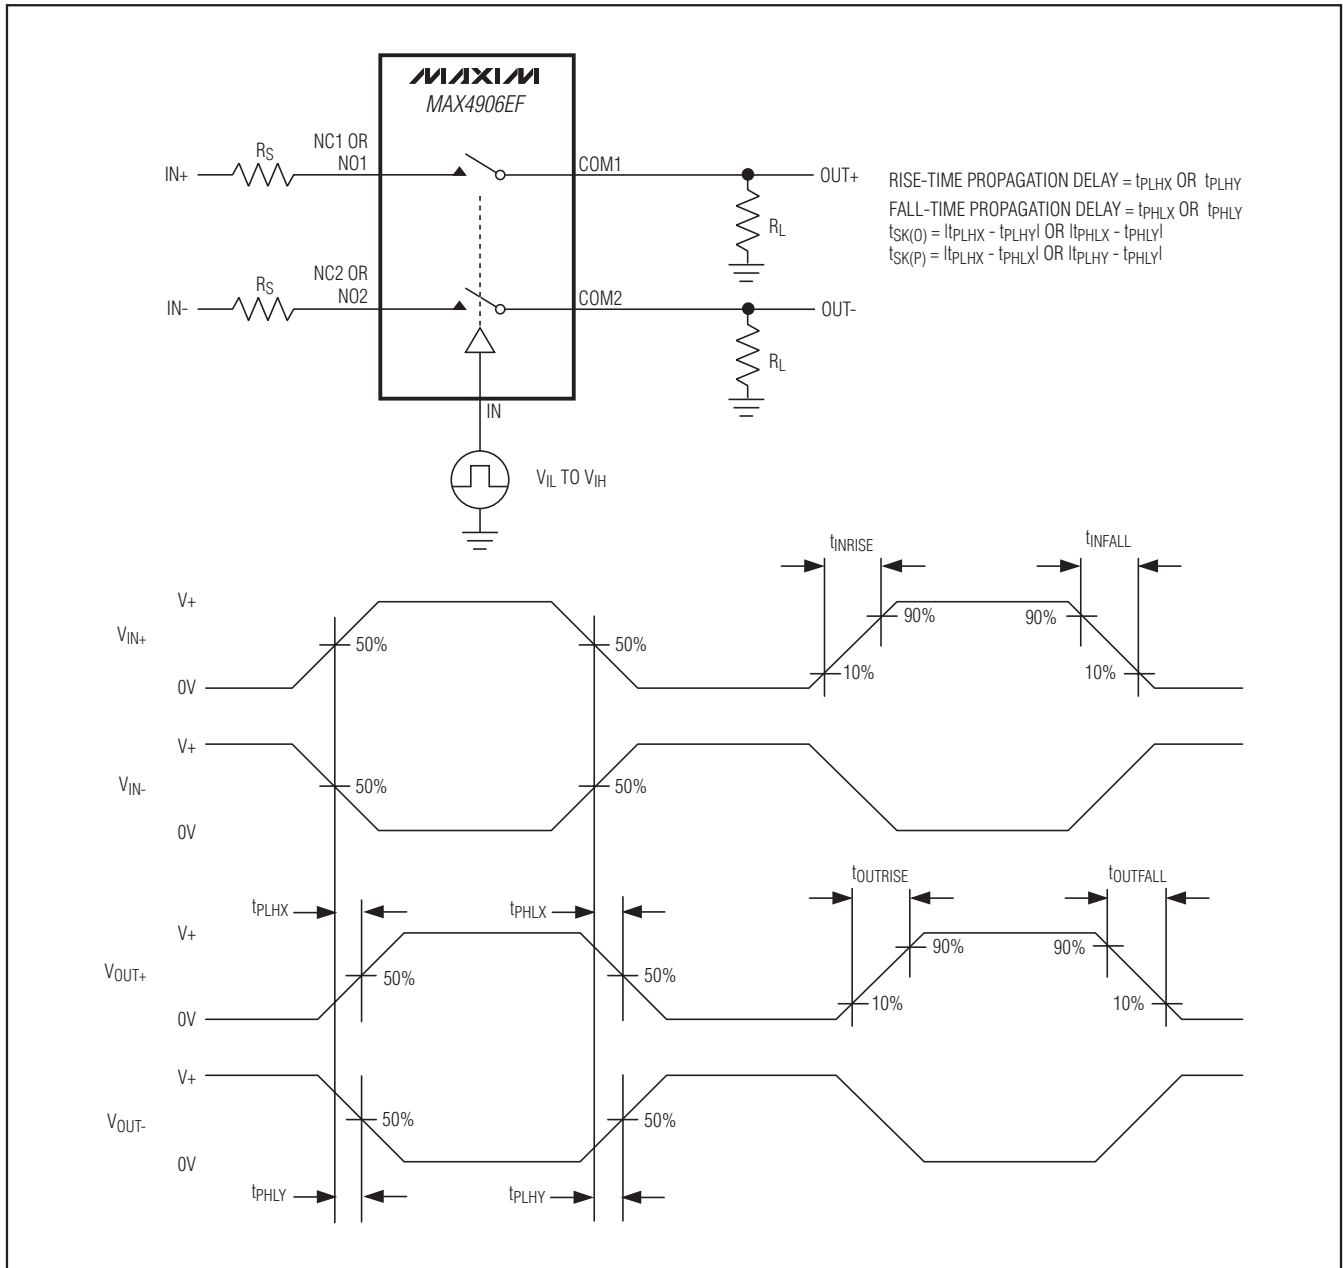 MAXIM
MAX4906EF
NC1 OR
NO1
RS
IN+
COM1
OUT+
RL
RISE-TIME PROPAGATION DELAY = tPLHX OR tPLHY
FALL-TIME PROPAGATION DELAY = tPHLX OR tPHLY
tSK(O) = |tPLHX - tPLHY| OR |tPHLX - tPHLY|
tSK(P) = |tPLHX - tPHLX| OR |tPLHY - tPHLY|
NC2 OR
NO2
RS
IN-
COM2
OUT-
RL
IN
VIL TO VIH
tINRISE
tINFALL
V+
VIN+
0V
50%
50%
90%
10%
90%
10%
V+
VIN-
0V
50%
50%
tOUTRISE
tOUTFALL
tPLHX
tPHLX
V+
VOUT+
0V
50%
50%
90%
10%
90%
10%
V+
VOUT-
0V
50%
50%
tPHLY
tPLHY